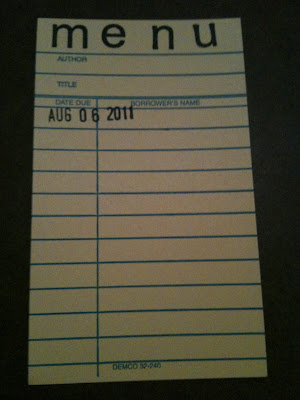 menu
AUTHOR
TITLE
DATE DUE BORROWER'S NAME
AUG 06 2011
DEMCO 32-240